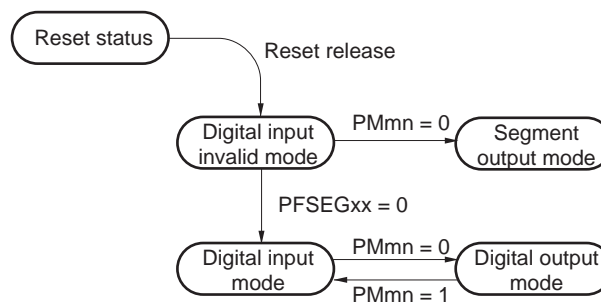 Reset status
Reset release
Digital input
invalid mode
PMmn = 0
Segment
output mode
PFSEGxx = 0
Digital input
mode
PMmn = 0
PMmn = 1
Digital output
mode